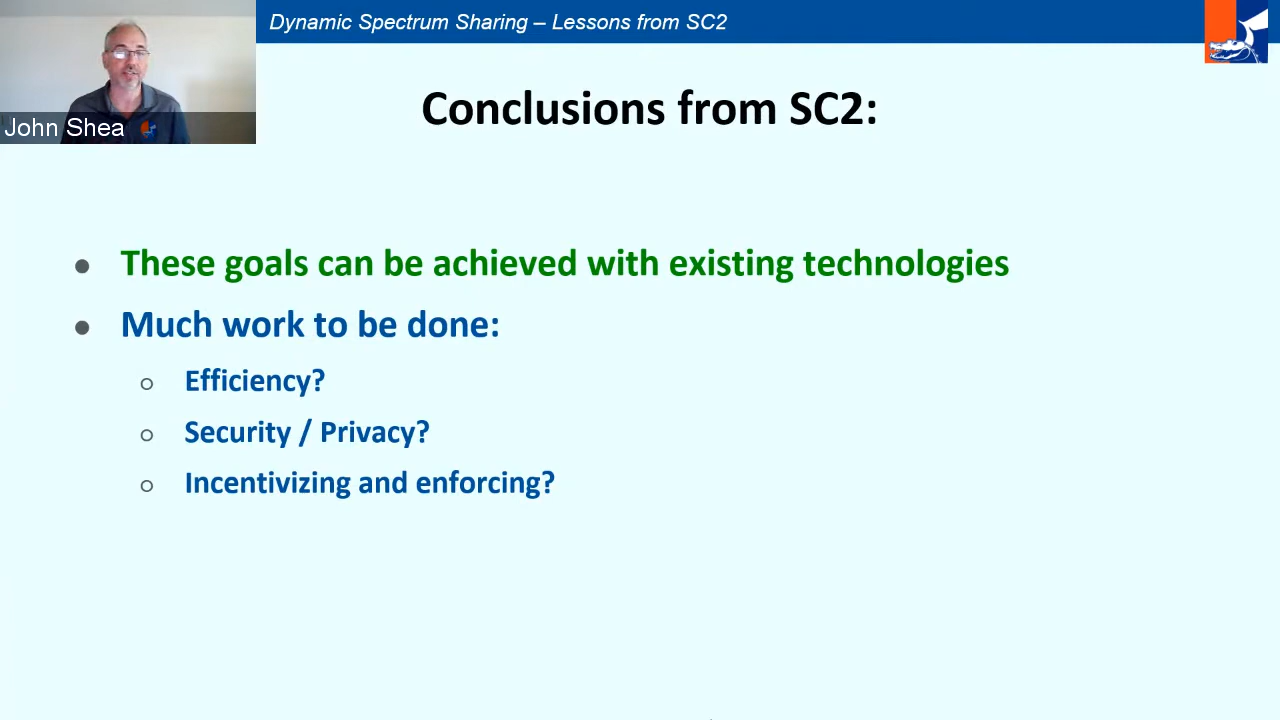 Dynamic Spectrum Sharing – Lessons from SC2
John Shea
Conclusions from SC2:
● These goals can be achieved with existing technologies
● Much work to be done:
○ Efficiency?
○ Security / Privacy?
○ Incentivizing and enforcing?